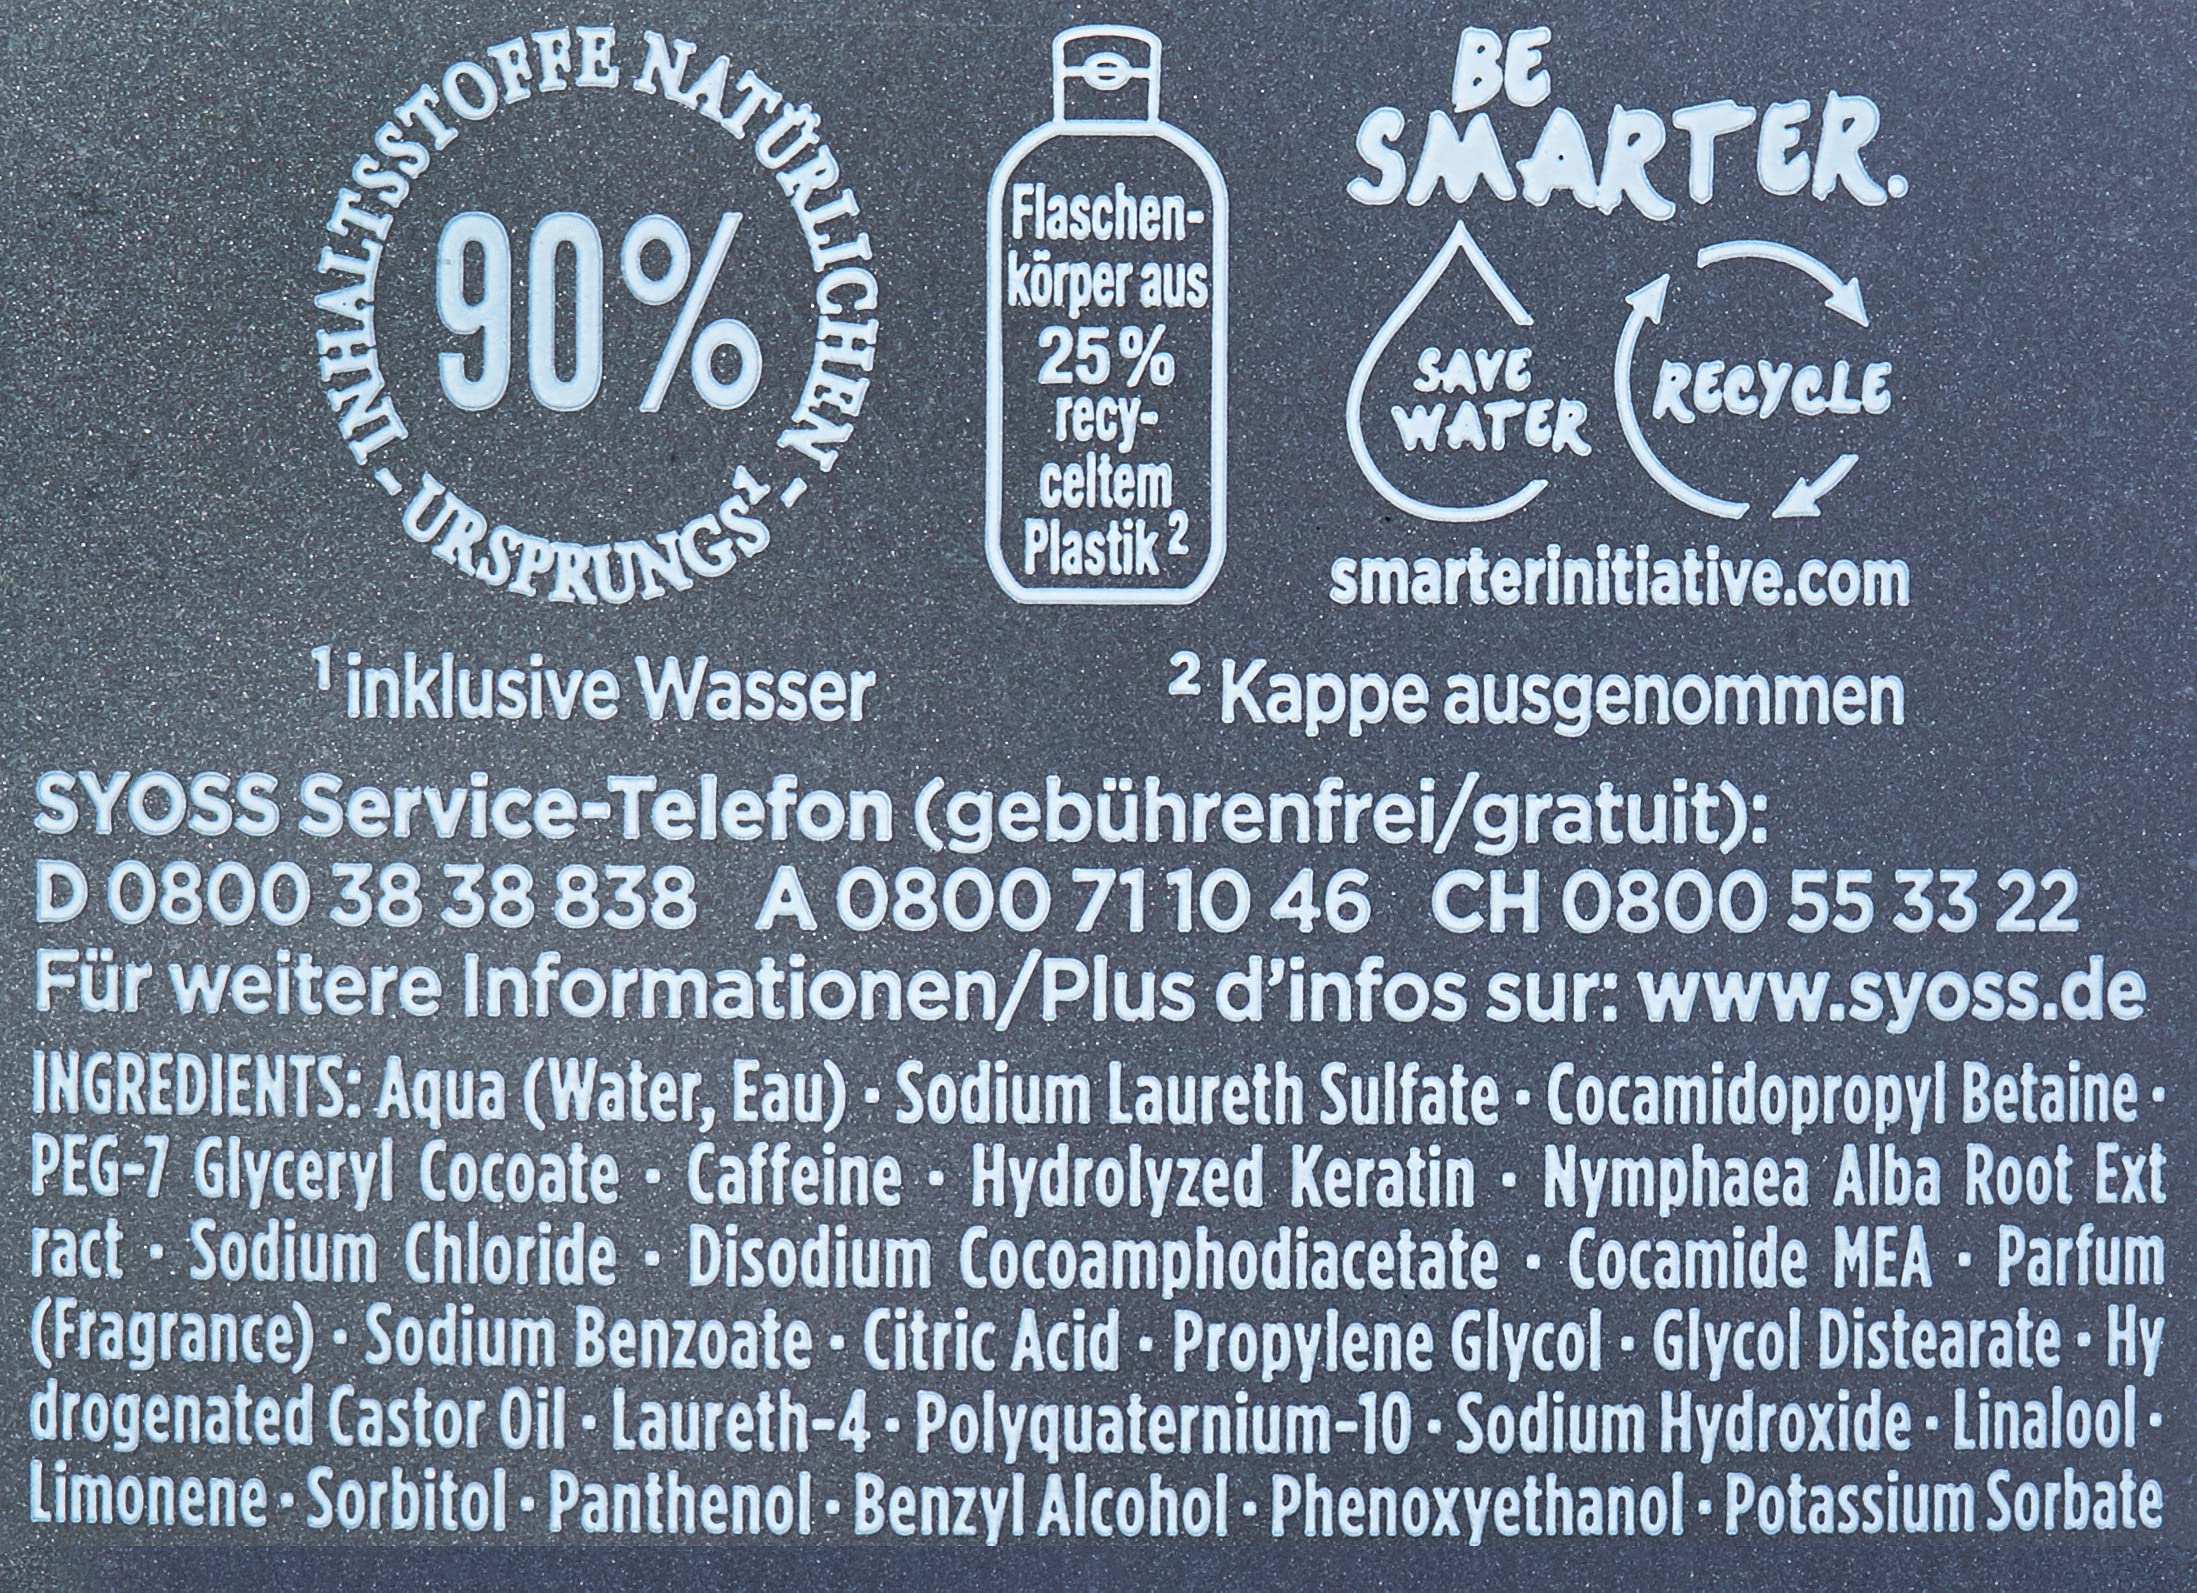 INHALTSSTOFFE NATÜRLICHEN
- URSPRUNGS¹ -
90%
Flaschen-
körper aus
25%
recy-
celtem
Plastik²
BE
SMARTER.
SAVE
WATER
RECYCLE
smarterinitiative.com
¹ inklusive Wasser
² Kappe ausgenommen
SYOSS Service-Telefon (gebührenfrei/gratuit):
D 0800 38 38 838 A 0800 71 10 46 CH 0800 55 33 22
Für weitere Informationen/Plus d’infos sur: www.syoss.de
INGREDIENTS: Aqua (Water, Eau) · Sodium Laureth Sulfate · Cocamidopropyl Betaine ·
PEG-7 Glyceryl Cocoate · Caffeine · Hydrolyzed Keratin · Nymphaea Alba Root Ext
ract · Sodium Chloride · Disodium Cocoamphodiacetate · Cocamide MEA · Parfum
(Fragrance) · Sodium Benzoate · Citric Acid · Propylene Glycol · Glycol Distearate · Hy
drogenated Castor Oil · Laureth-4 · Polyquaternium-10 · Sodium Hydroxide · Linalool ·
Limonene · Sorbitol · Panthenol · Benzyl Alcohol · Phenoxyethanol · Potassium Sorbate